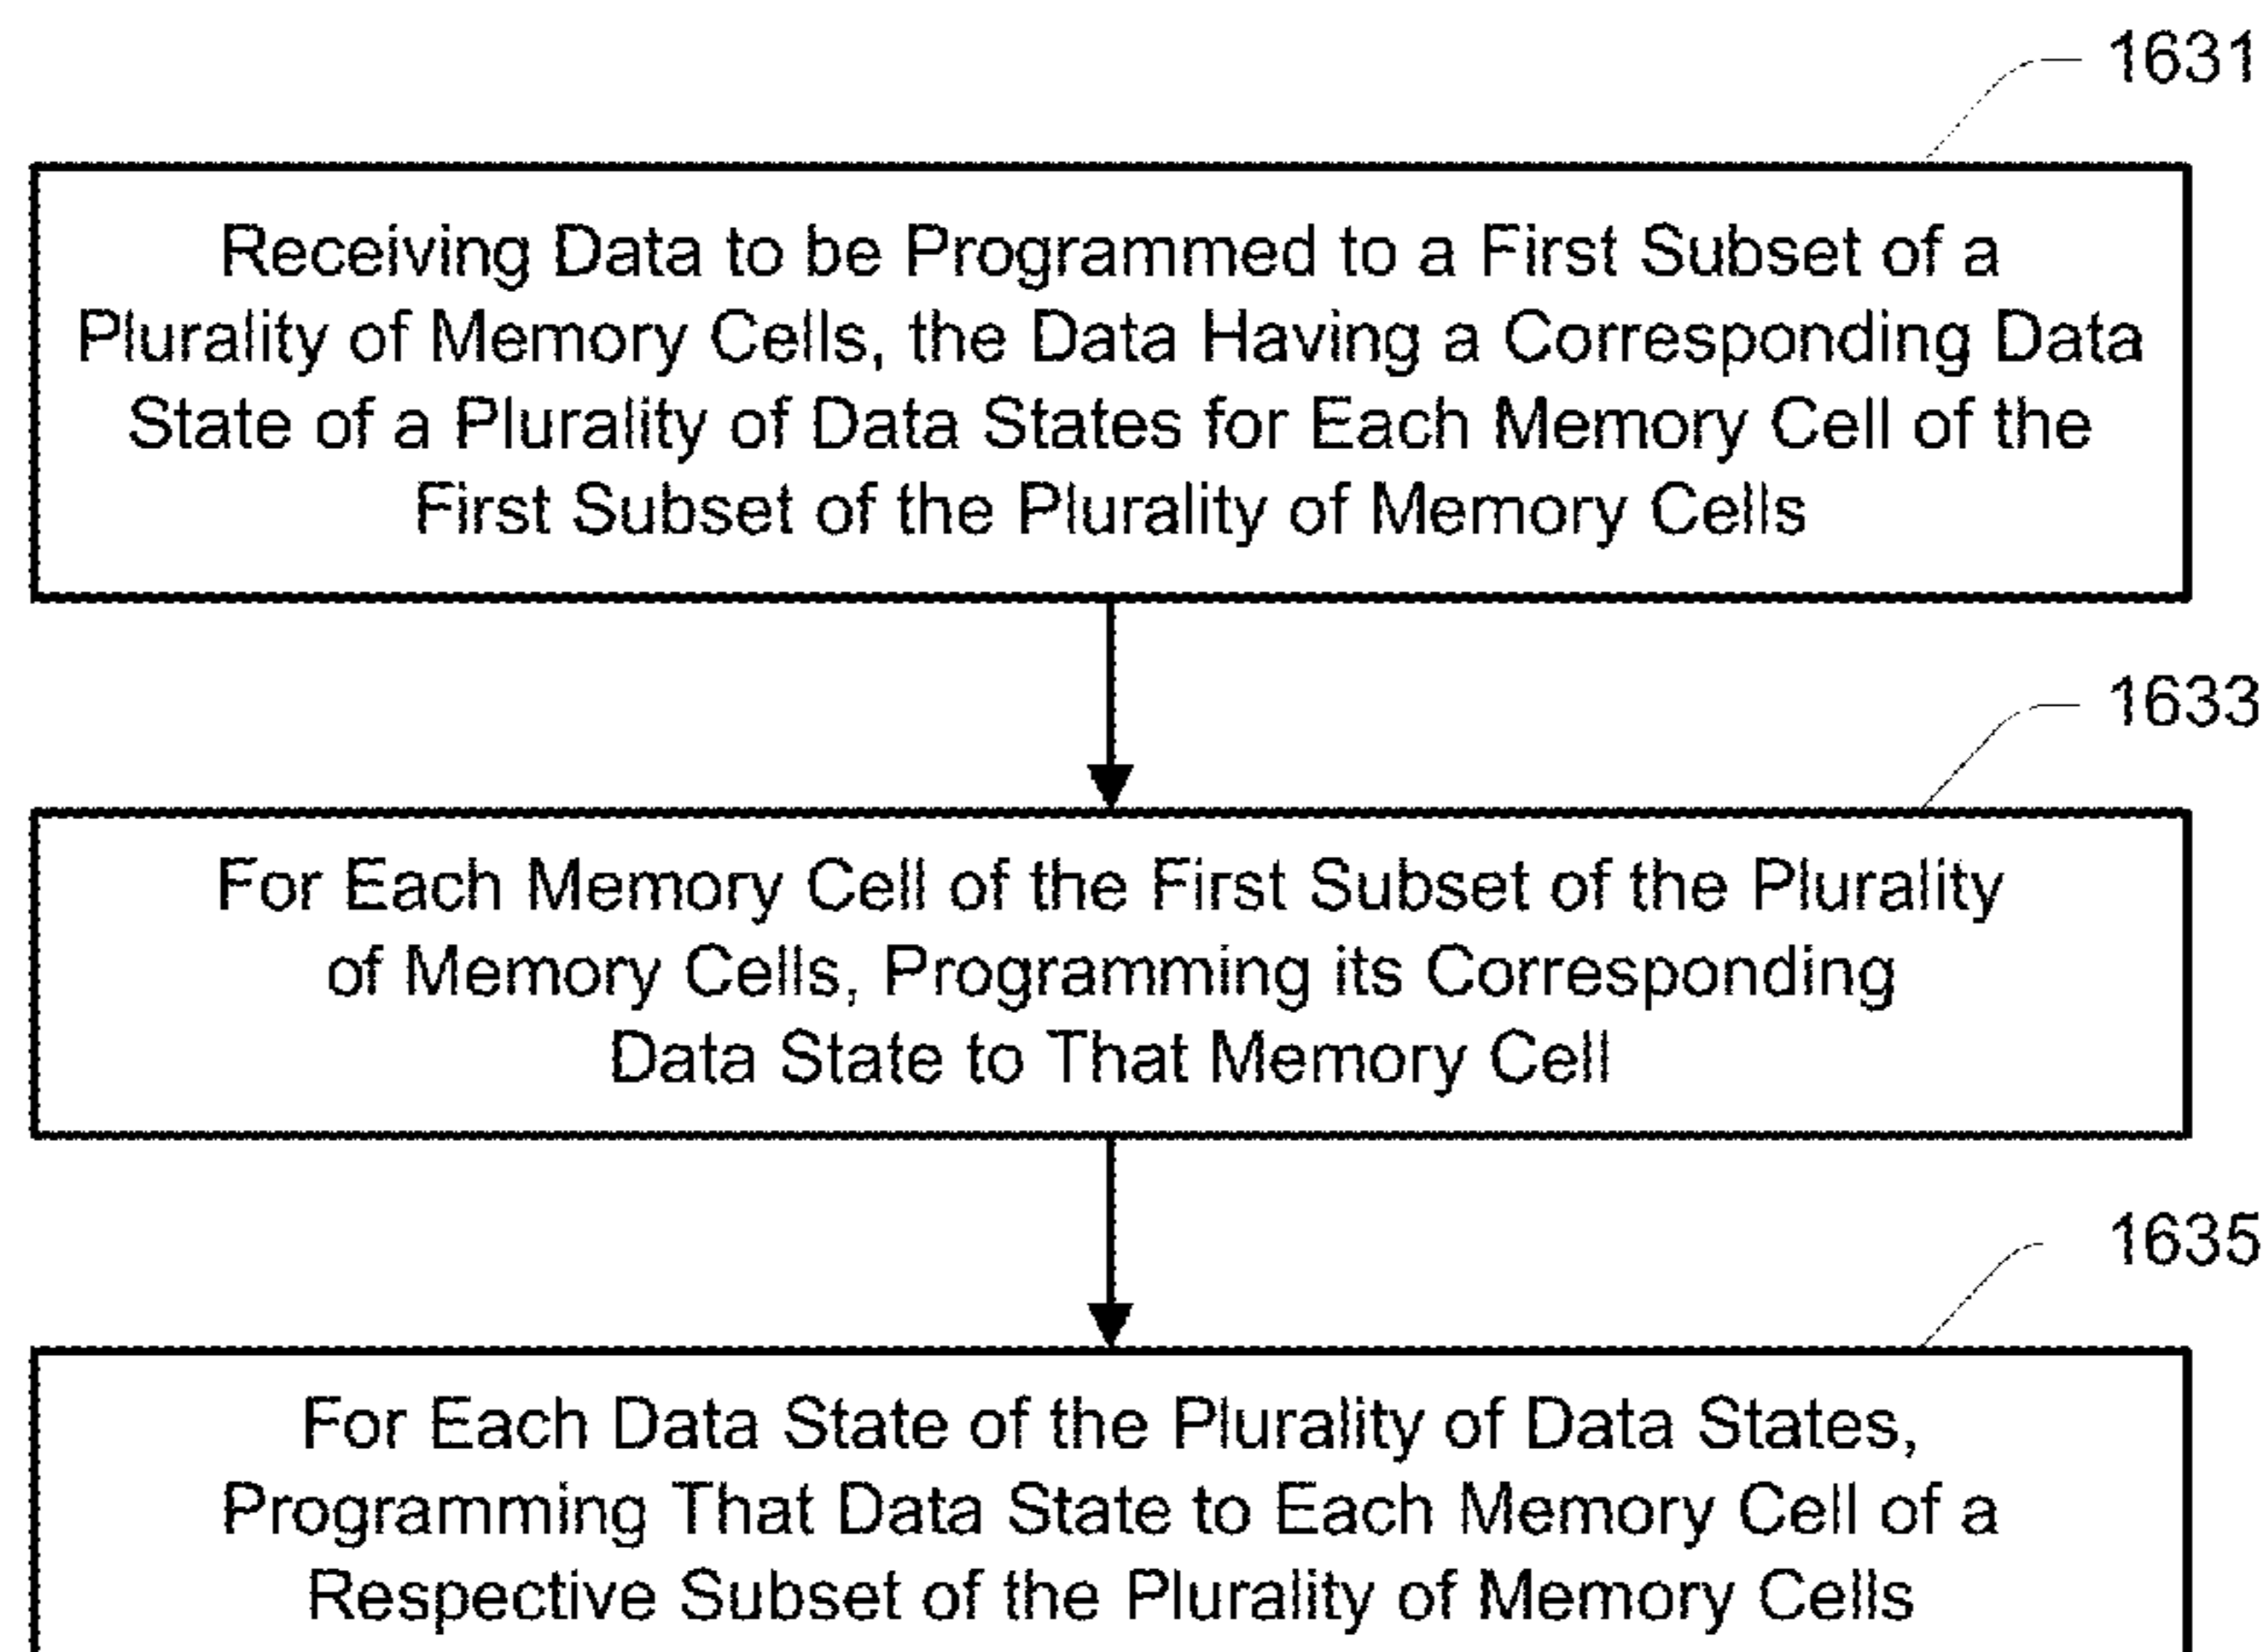 1631
Receiving Data to be Programmed to a First Subset of a
Plurality of Memory Cells, the Data Having a Corresponding Data
State of a Plurality of Data States for Each Memory Cell of the
First Subset of the Plurality of Memory Cells
1633
For Each Memory Cell of the First Subset of the Plurality
of Memory Cells, Programming its Corresponding
Data State to That Memory Cell
1635
For Each Data State of the Plurality of Data States,
Programming That Data State to Each Memory Cell of a
Respective Subset of the Plurality of Memory Cells